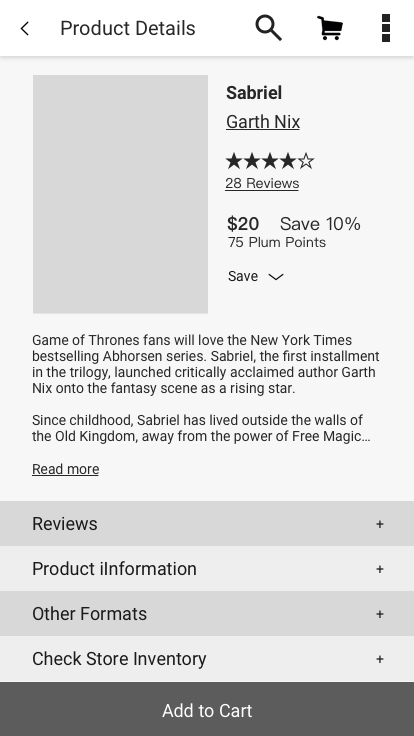 Product Details
Sabriel
Garth Nix
28 Reviews
$20 Save 10%
75 Plum Points
Save
Game of Thrones fans will love the New York Times
bestselling Abhorsen series. Sabriel, the first installment
in the trilogy, launched critically acclaimed author Garth
Nix onto the fantasy scene as a rising star.
Since childhood, Sabriel has lived outside the walls of
the Old Kingdom, away from the power of Free Magic...
Read more
Reviews +
Product iInformation +
Other Formats +
Check Store Inventory +
Add to Cart